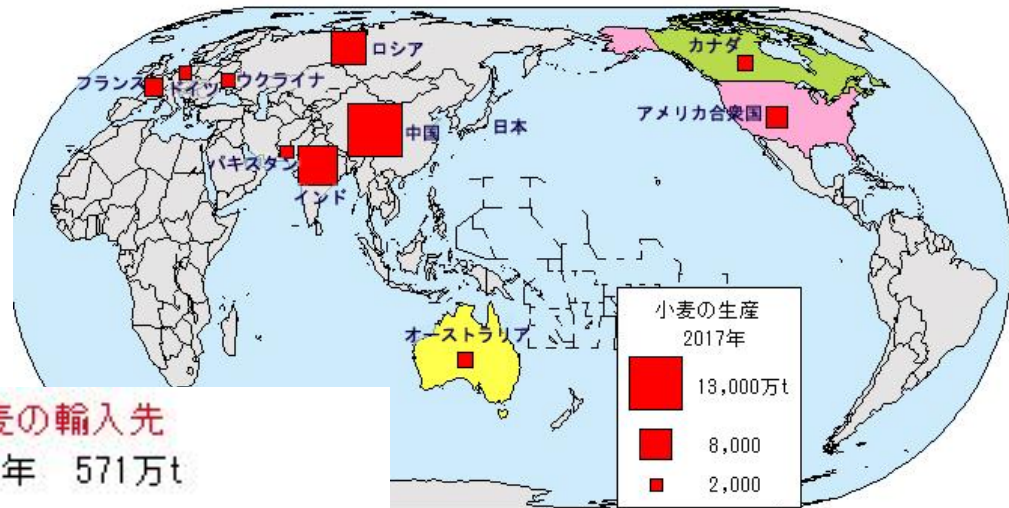 ロシア
フランス
ドイツ
ウクライナ
中国
日本
パキスタン
インド
カナダ
アメリカ合衆国
オーストラリア
小麦の生産
2017年
13,000万t
8,000
2,000
麦の輸入先
年 571万t